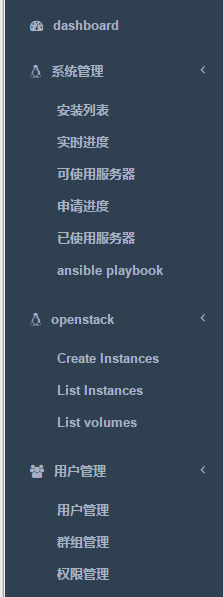 dashboard
系统管理
安装列表
实时进度
可使用服务器
申请进度
已使用服务器
ansible playbook
openstack
Create Instances
List Instances
List volumes
用户管理
用户管理
群组管理
权限管理